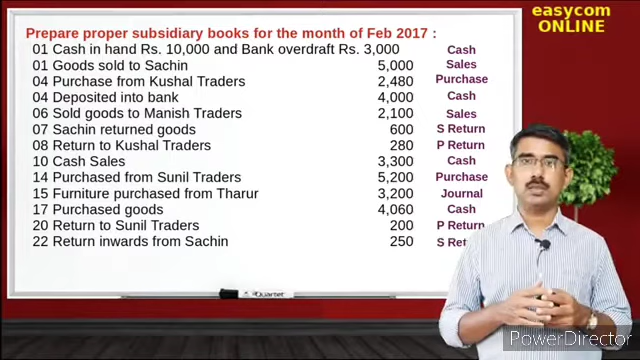 easycom
ONLINE
Prepare proper subsidiary books for the month of Feb 2017 :
01 Cash in hand Rs. 10,000 and Bank overdraft Rs. 3,000 Cash
01 Goods sold to Sachin 5,000 Sales
04 Purchase from Kushal Traders 2,480 Purchase
04 Deposited into bank 4,000 Cash
06 Sold goods to Manish Traders 2,100 Sales
07 Sachin returned goods 600 S Return
08 Return to Kushal Traders 280 P Return
10 Cash Sales 3,300 Cash
14 Purchased from Sunil Traders 5,200 Purchase
15 Furniture purchased from Tharur 3,200 Journal
17 Purchased goods 4,060 Cash
20 Return to Sunil Traders 200 P Return
22 Return inwards from Sachin 250 S Ret
Quartet
PowerDirector